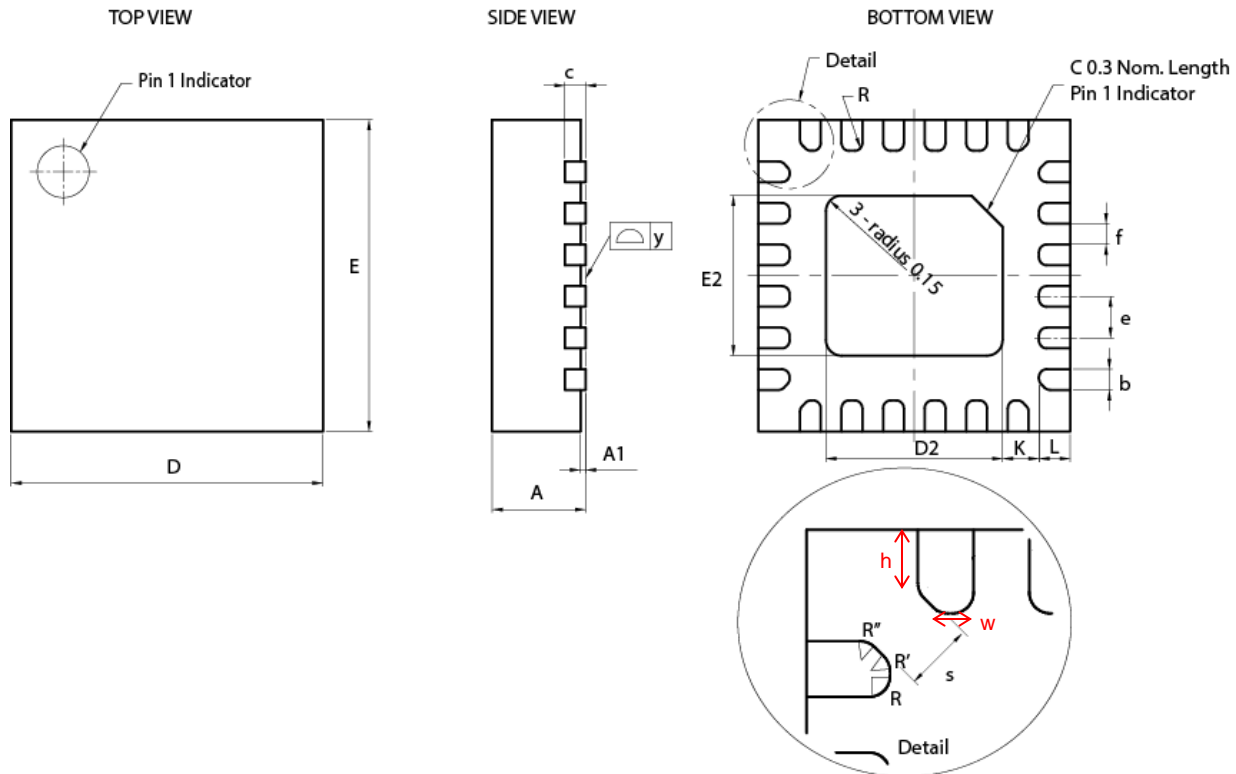 TOP VIEW
SIDE VIEW
BOTTOM VIEW
Pin 1 Indicator
c
Detail
R
C 0.3 Nom. Length
Pin 1 Indicator
E
y
E2
3 - radius 0.15
f
e
b
D
A1
A
D2
K
L
h
w
R"
R'
R
s
Detail